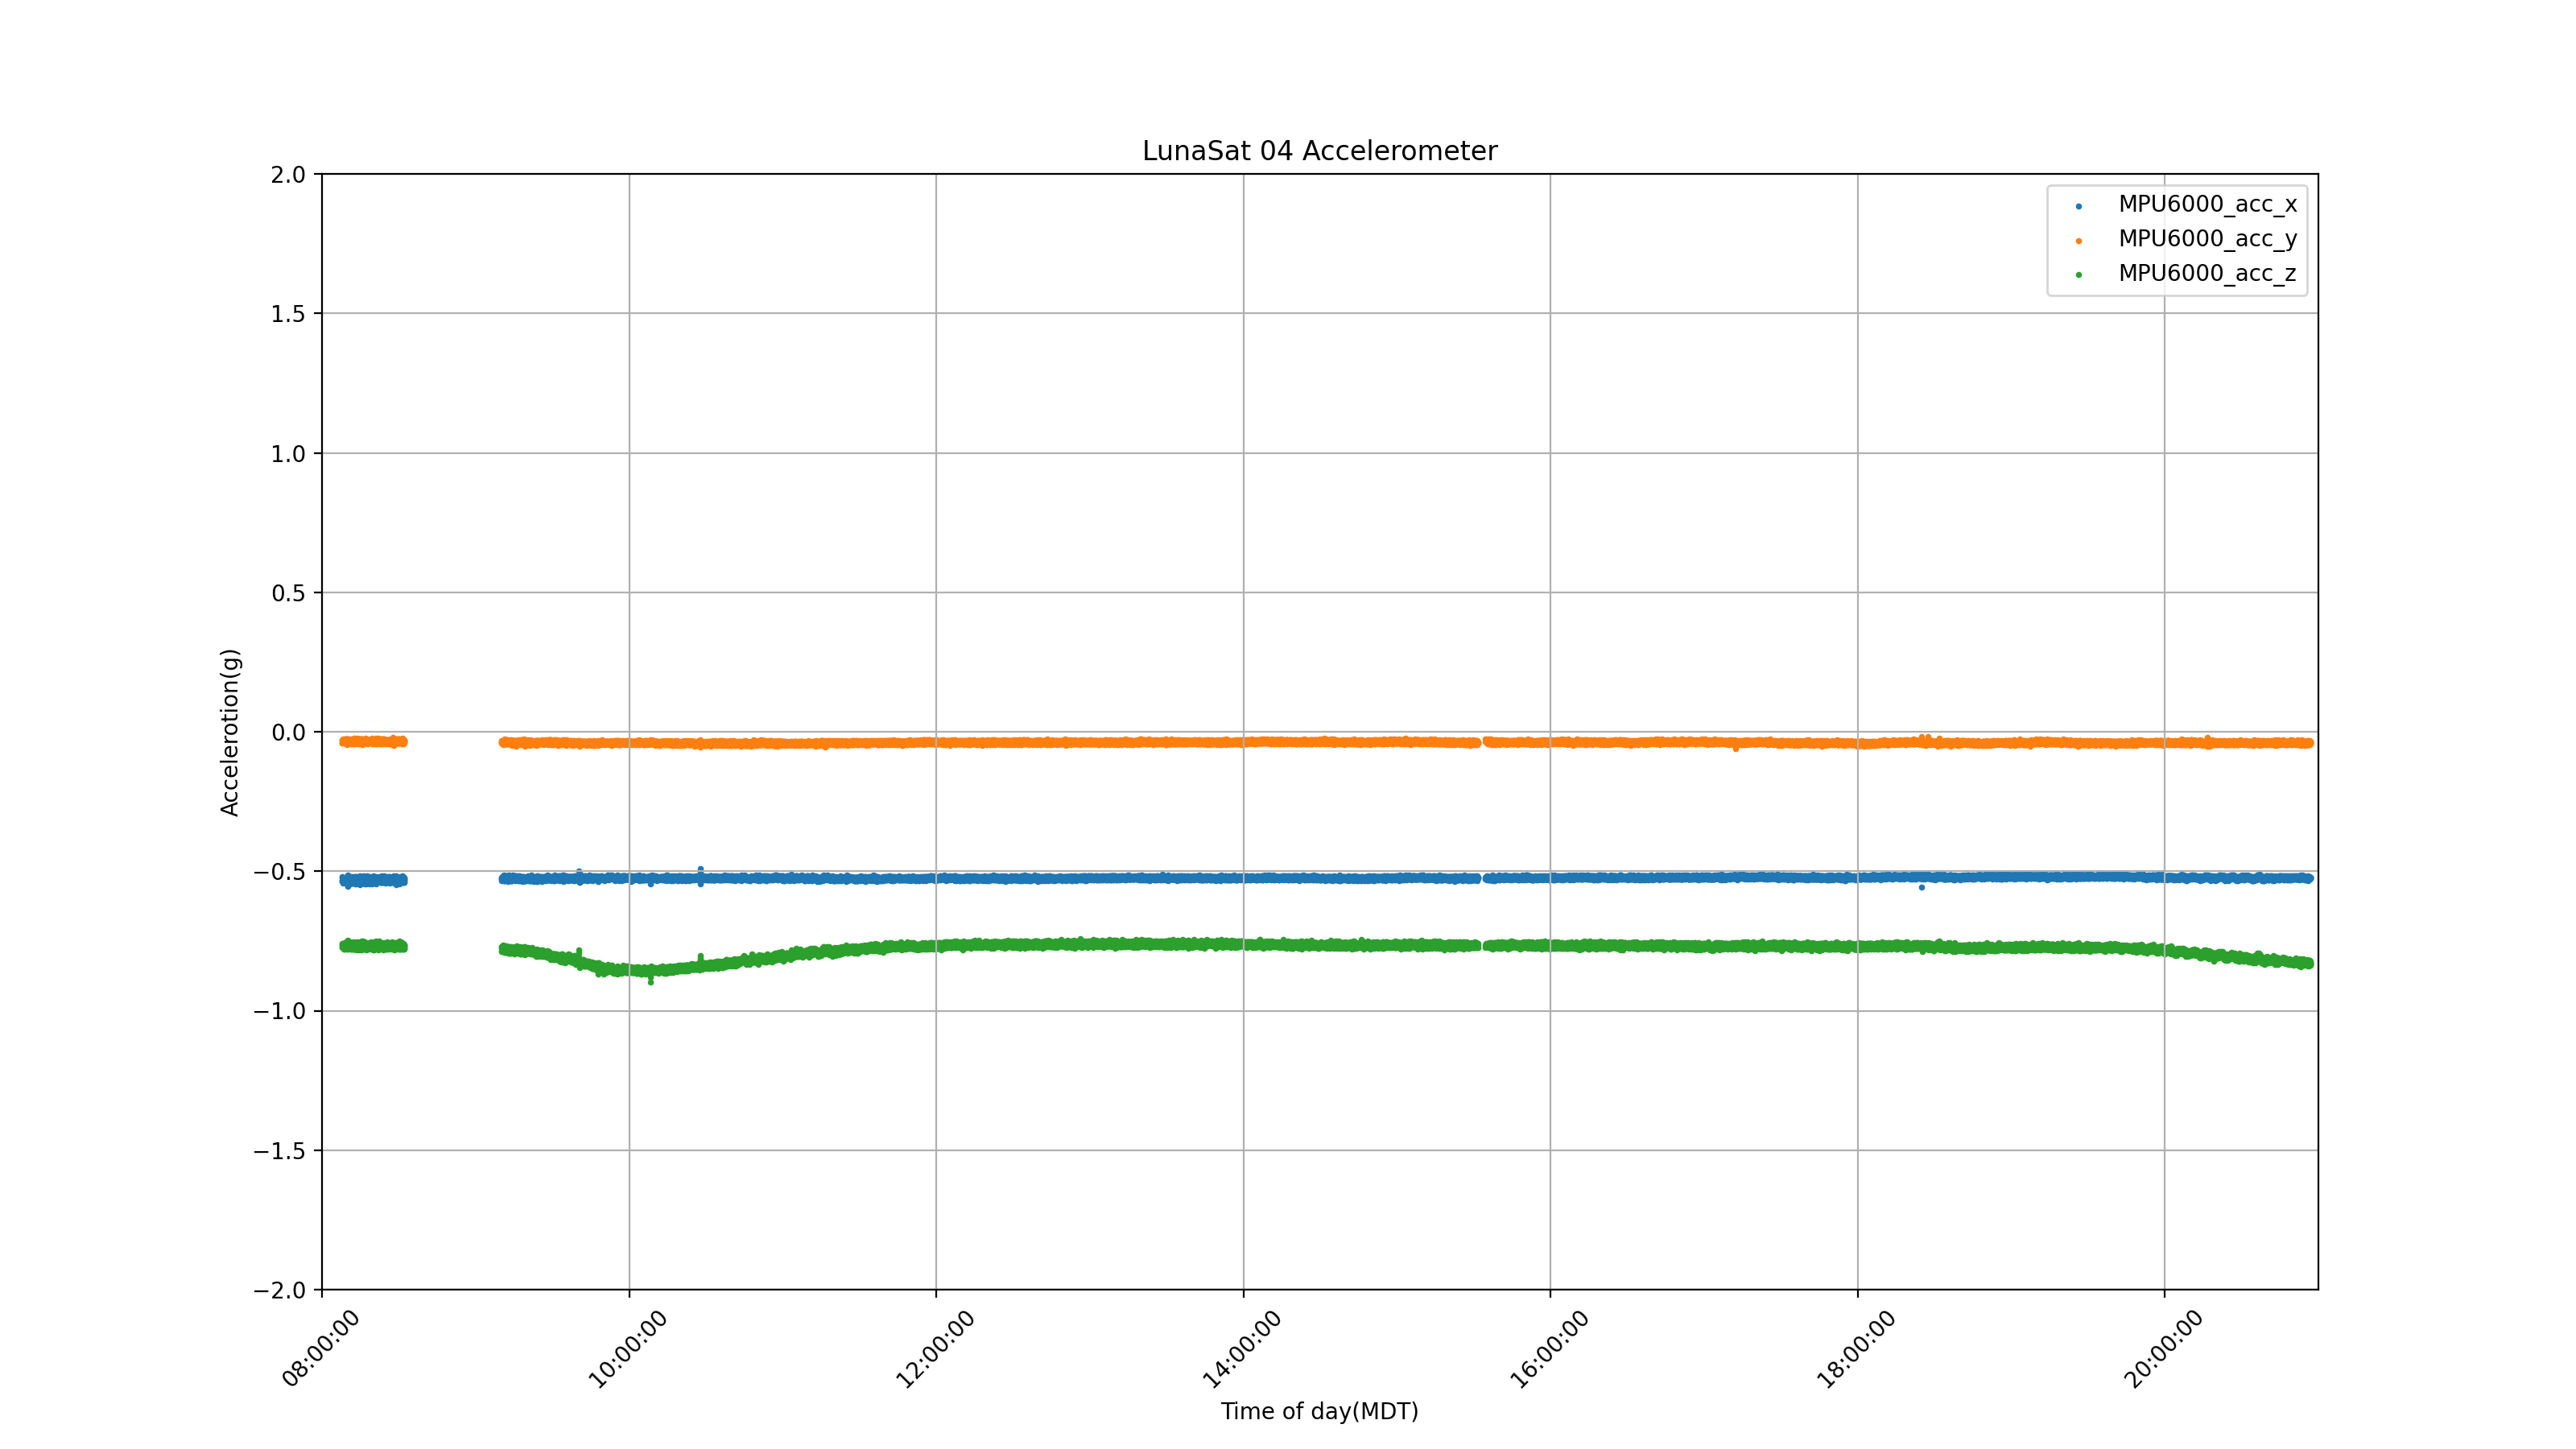 LunaSat 04 Accelerometer
2.0
1.5
1.0
0.5
0.0
−0.5
−1.0
−1.5
−2.0
Accelerotion(g)
MPU6000_acc_x
MPU6000_acc_y
MPU6000_acc_z
08:00:00
10:00:00
12:00:00
14:00:00
16:00:00
18:00:00
20:00:00
Time of day(MDT)